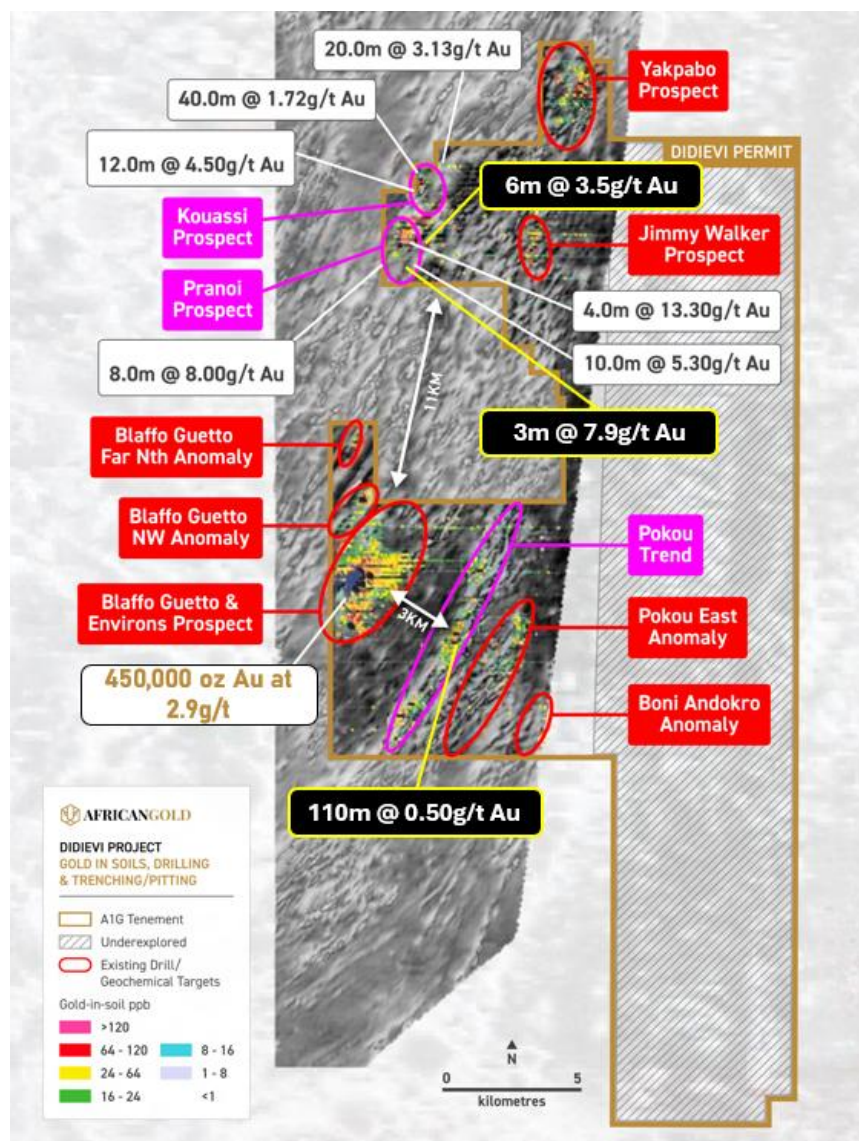 20.0m @ 3.13g/t Au
Yakpabo
Prospect
40.0m @ 1.72g/t Au
12.0m @ 4.50g/t Au
DIDIEVI PERMIT
6m @ 3.5g/t Au
Kouassi
Prospect
Jimmy Walker
Prospect
Pranoi
Prospect
4.0m @ 13.30g/t Au
8.0m @ 8.00g/t Au
10.0m @ 5.30g/t Au
11KM
3m @ 7.9g/t Au
Blaffo Guetto
Far Nth Anomaly
Blaffo Guetto
NW Anomaly
Pokou
Trend
Blaffo Guetto &
Environs Prospect
3KM
Pokou East
Anomaly
450,000 oz Au at
2.9g/t
Boni Andokro
Anomaly
110m @ 0.50g/t Au
AFRICANGOLD
DIDIEVI PROJECT
GOLD IN SOILS, DRILLING
& TRENCHING/PITTING
A1G Tenement
Underexplored
Existing Drill/
Geochemical Targets
Gold-in-soil ppb
>120
64 - 120
8 - 16
24 - 64
1 - 8
16 - 24
<1
N
0 5
kilometres